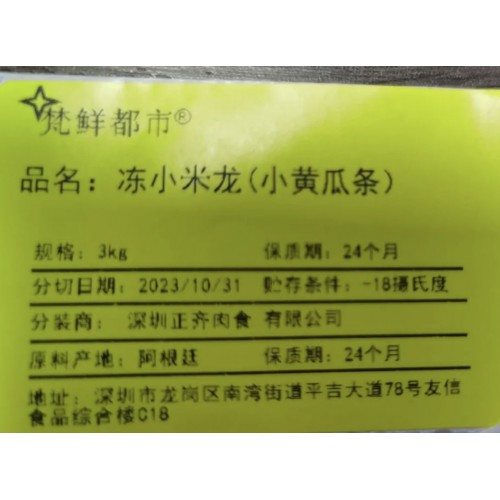 梵鲜都市®
品名：冻小米龙(小黄瓜条)
规格：3kg 保质期：24个月
分切日期：2023/10/31 贮存条件：-18摄氏度
分装商：深圳正齐肉食 有限公司
原料产地：阿根廷 保质期：24个月
地址：深圳市龙岗区南湾街道平吉大道78号友信
食品综合楼C18